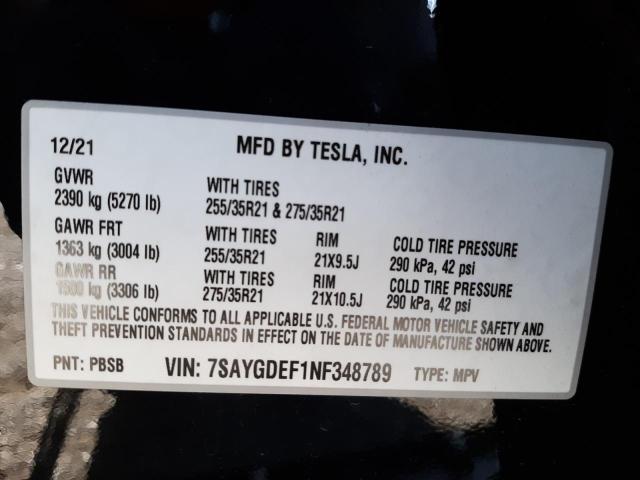 12/21 MFD BY TESLA, INC.
GVWR WITH TIRES
2390 kg (5270 lb) 255/35R21 & 275/35R21
GAWR FRT WITH TIRES RIM COLD TIRE PRESSURE
1363 kg (3004 lb) 255/35R21 21X9.5J 290 kPa, 42 psi
GAWR RR WITH TIRES RIM COLD TIRE PRESSURE
1500 kg (3306 lb) 275/35R21 21X10.5J 290 kPa, 42 psi
THIS VEHICLE CONFORMS TO ALL APPLICABLE U.S. FEDERAL MOTOR VEHICLE SAFETY AND
THEFT PREVENTION STANDARDS IN EFFECT ON THE DATE OF MANUFACTURE SHOWN ABOVE.
PNT: PBSB VIN: 7SAYGDEF1NF348789 TYPE: MPV